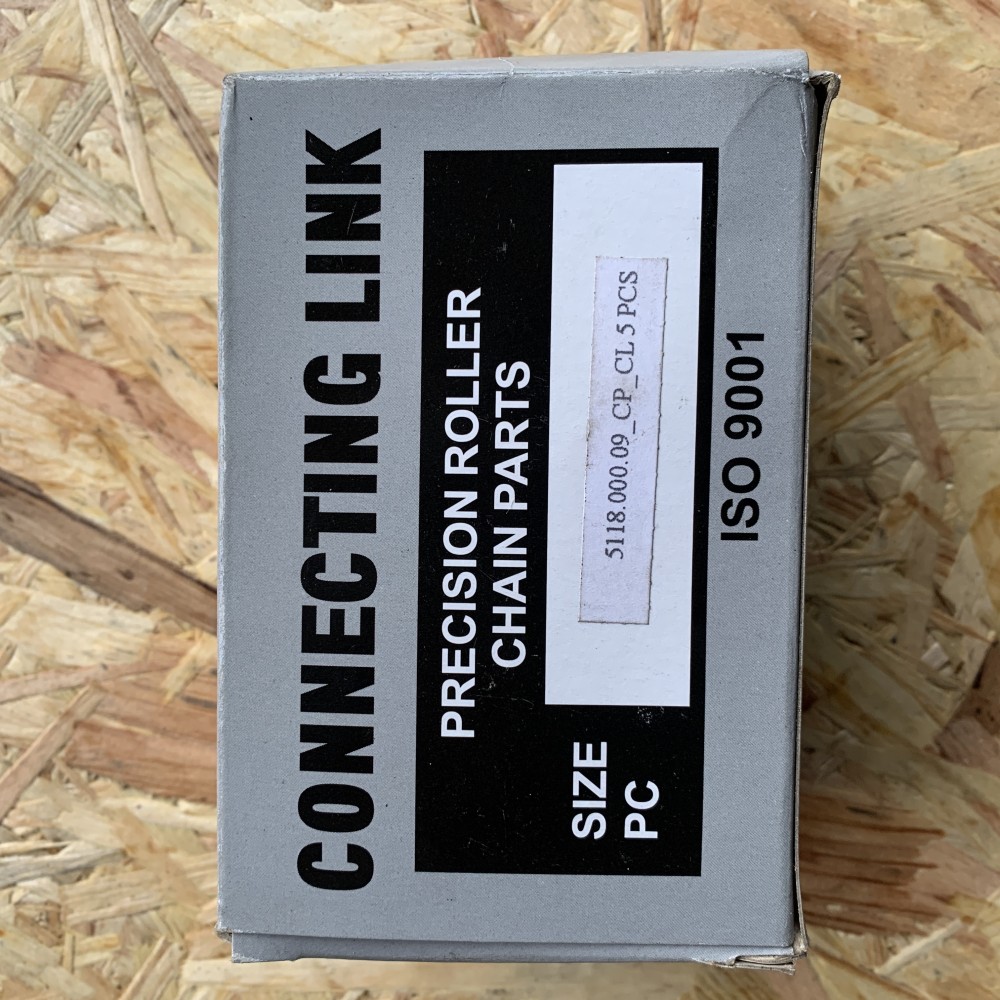 CONNECTING LINK
PRECISION ROLLER
CHAIN PARTS
SIZE
PC
5118.000.09_CP_CL 5 PCS
ISO 9001